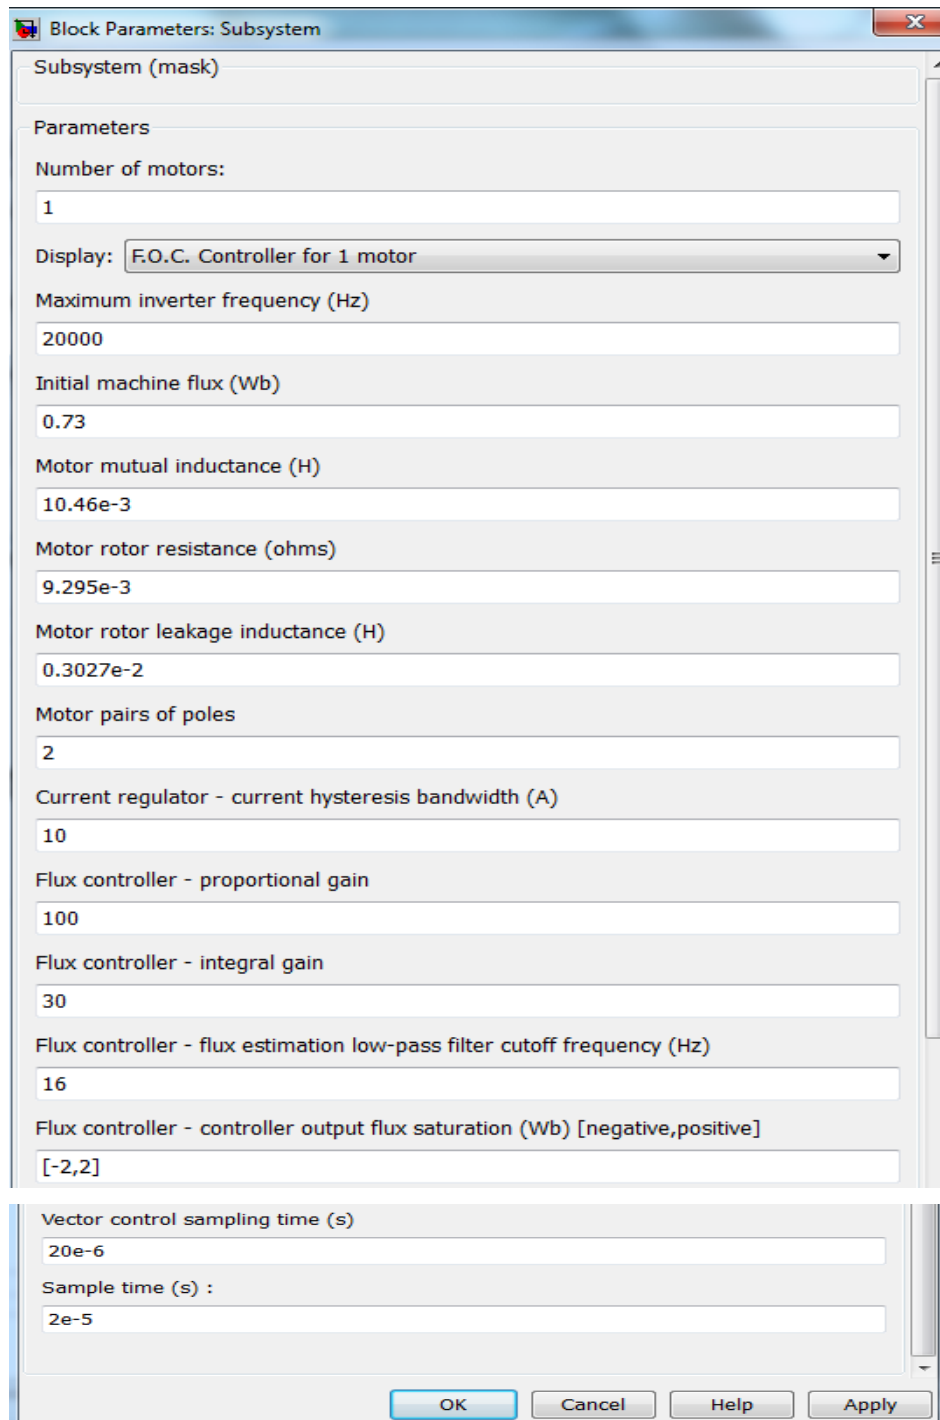 Block Parameters: Subsystem
Subsystem (mask)
Parameters
Number of motors:
1
Display: F.O.C. Controller for 1 motor
Maximum inverter frequency (Hz)
20000
Initial machine flux (Wb)
0.73
Motor mutual inductance (H)
10.46e-3
Motor rotor resistance (ohms)
9.295e-3
Motor rotor leakage inductance (H)
0.3027e-2
Motor pairs of poles
2
Current regulator - current hysteresis bandwidth (A)
10
Flux controller - proportional gain
100
Flux controller - integral gain
30
Flux controller - flux estimation low-pass filter cutoff frequency (Hz)
16
Flux controller - controller output flux saturation (Wb) [negative,positive]
[-2,2]
Vector control sampling time (s)
20e-6
Sample time (s) :
2e-5
OK Cancel Help Apply